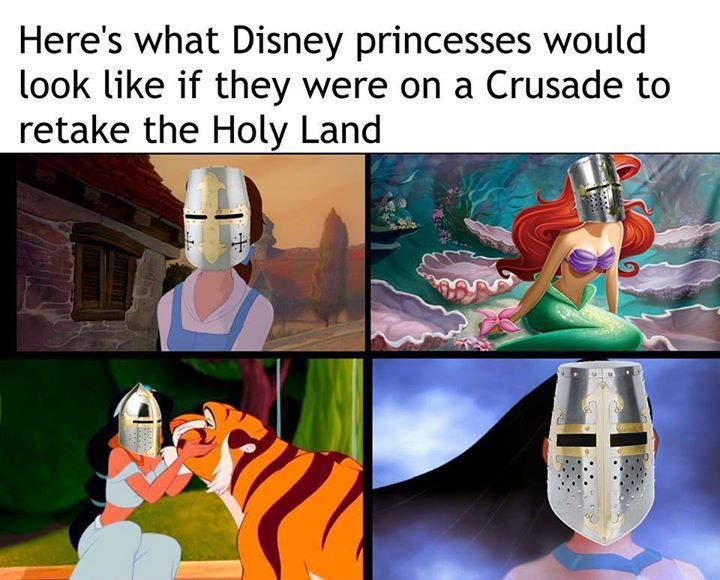 Here's what Disney princesses would
look like if they were on a Crusade to
retake the Holy Land